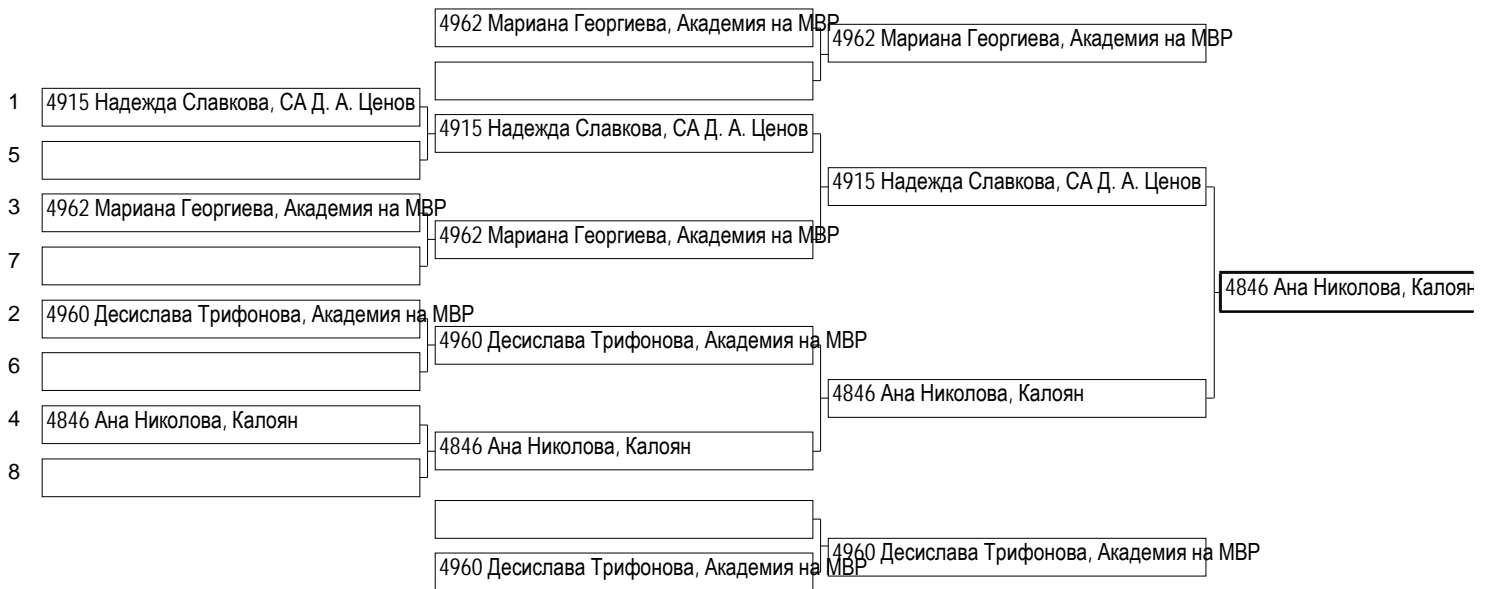 4962 Мариана Георгиева, Академия на МВР
4962 Мариана Георгиева, Академия на МВР
1 4915 Надежда Славкова, СА Д. А. Ценов
4915 Надежда Славкова, СА Д. А. Ценов
5
4915 Надежда Славкова, СА Д. А. Ценов
3 4962 Мариана Георгиева, Академия на МВР
4962 Мариана Георгиева, Академия на МВР
7
4846 Ана Николова, Калоян
2 4960 Десислава Трифонова, Академия на МВР
4960 Десислава Трифонова, Академия на МВР
6
4846 Ана Николова, Калоян
4 4846 Ана Николова, Калоян
4846 Ана Николова, Калоян
8
4960 Десислава Трифонова, Академия на МВР
4960 Десислава Трифонова, Академия на МВР